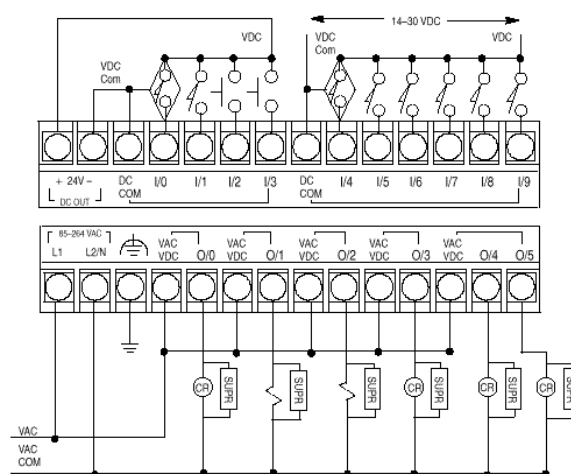 14–30 VDC
VDC
VDC
Com
VDC
VDC
Com
+ 24V –
DC OUT
DC
COM
I/0
I/1
I/2
I/3
DC
COM
I/4
I/5
I/6
I/7
I/8
I/9
85–264 VAC
L1
L2/N
VAC
VDC
O/0
VAC
VDC
O/1
VAC
VDC
O/2
VAC
VDC
O/3
VAC
VDC
O/4
O/5
CR
SUPR
SUPR
SUPR
CR
SUPR
CR
SUPR
CR
SUPR
VAC
VAC
COM